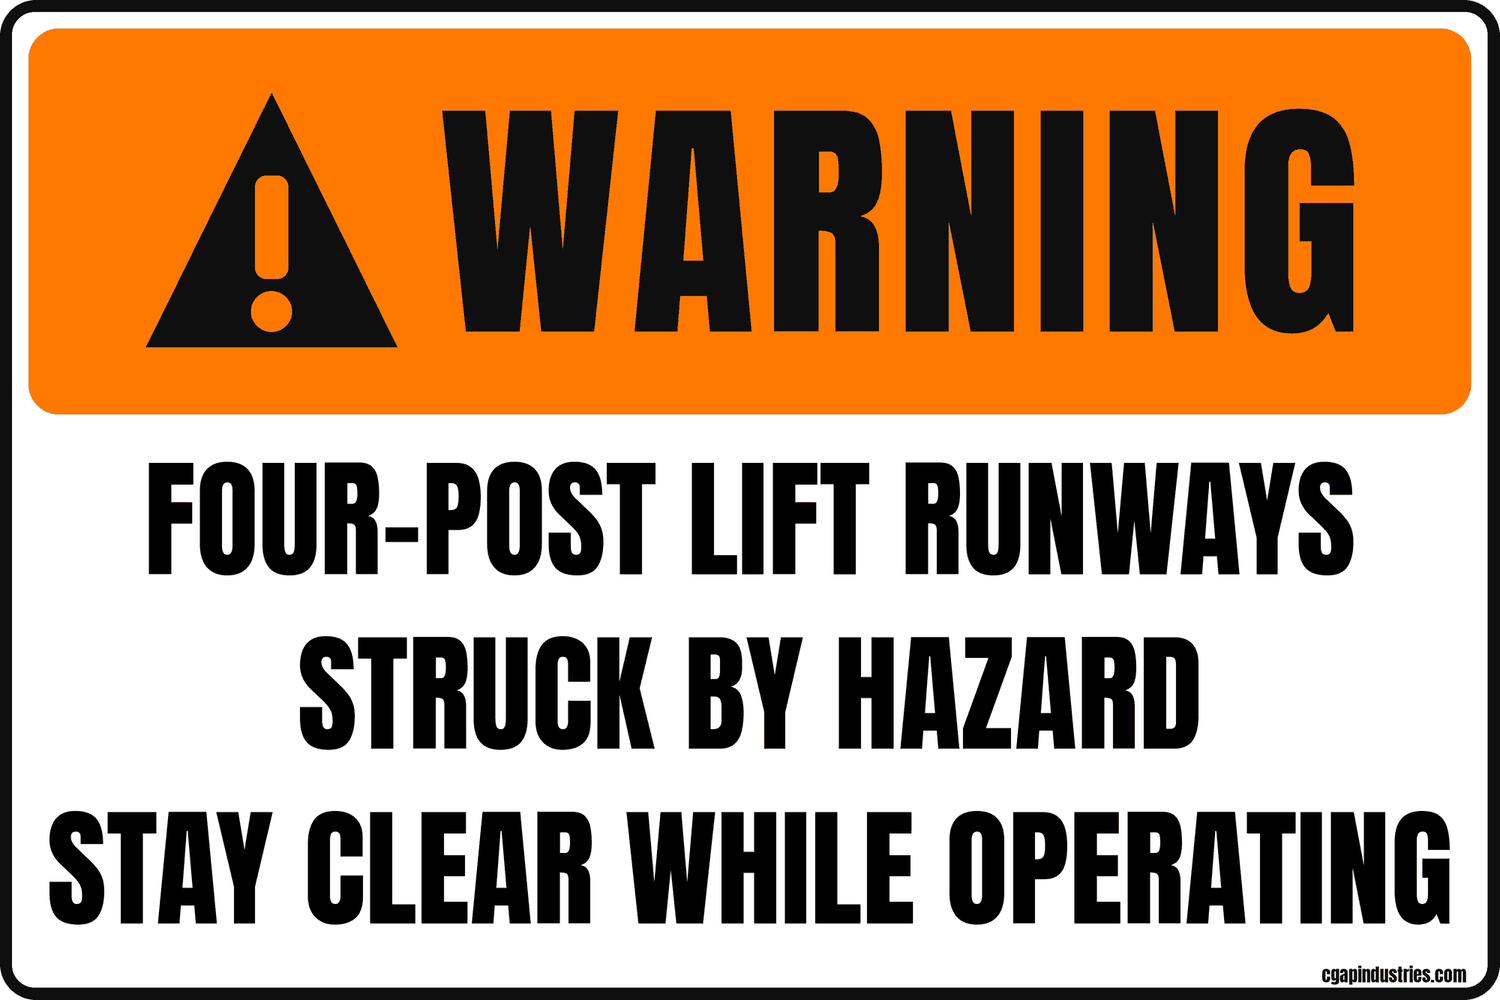 WARNING
FOUR-POST LIFT RUNWAYS
STRUCK BY HAZARD
STAY CLEAR WHILE OPERATING
cgapindustries.com